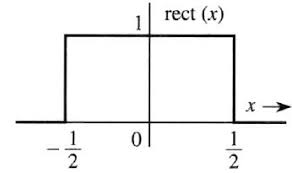 1 rect (x)
x →
0
- 1/2
1/2